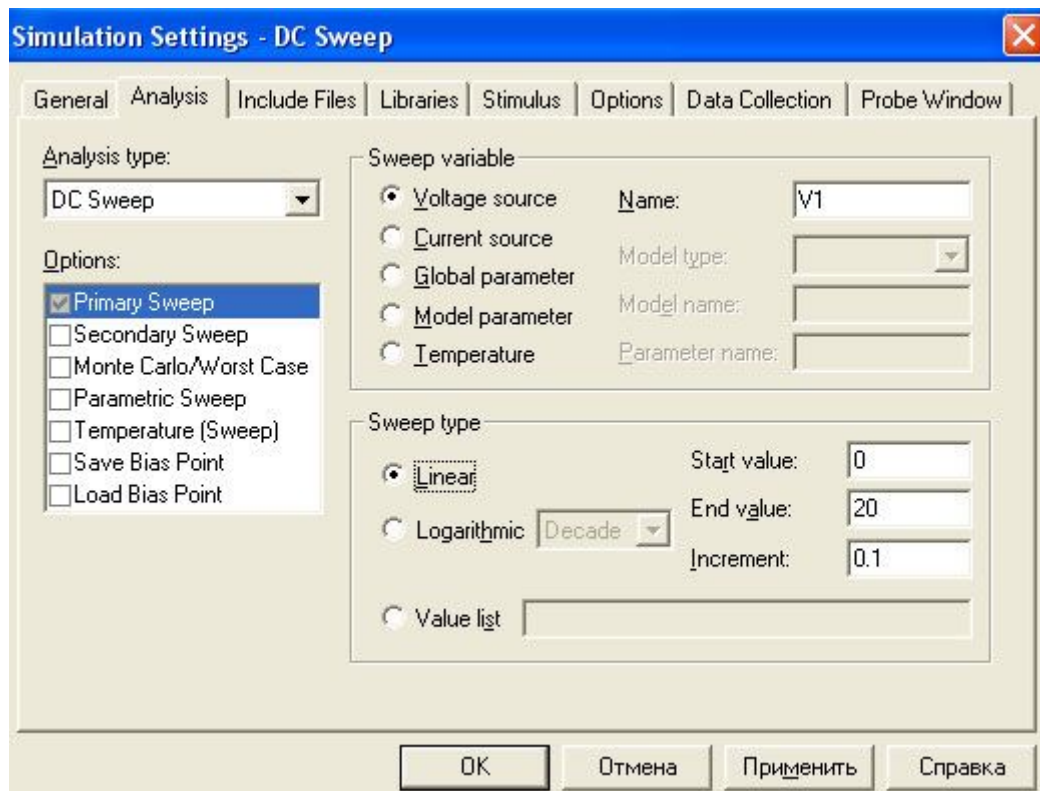 Simulation Settings - DC Sweep
General Analysis Include Files Libraries Stimulus Options Data Collection Probe Window
Analysis type:
DC Sweep
Options:
Primary Sweep
Secondary Sweep
Monte Carlo/Worst Case
Parametric Sweep
Temperature (Sweep)
Save Bias Point
Load Bias Point
Sweep variable
Voltage source
Current source
Global parameter
Model parameter
Temperature
Name: V1
Model type:
Model name:
Parameter name:
Sweep type
Linear
Logarithmic Decade
Value list
Start value: 0
End value: 20
Increment: 0.1
OK Отмена Применить Справка